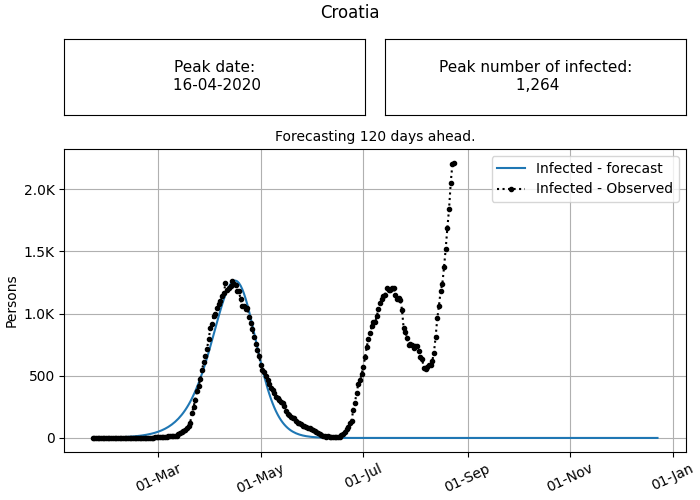 Croatia
Peak date:
16-04-2020
Peak number of infected:
1,264
Forecasting 120 days ahead.
Infected - forecast
Infected - Observed
2.0K
1.5K
1.0K
500
0
Persons
01-Mar
01-May
01-Jul
01-Sep
01-Nov
01-Jan